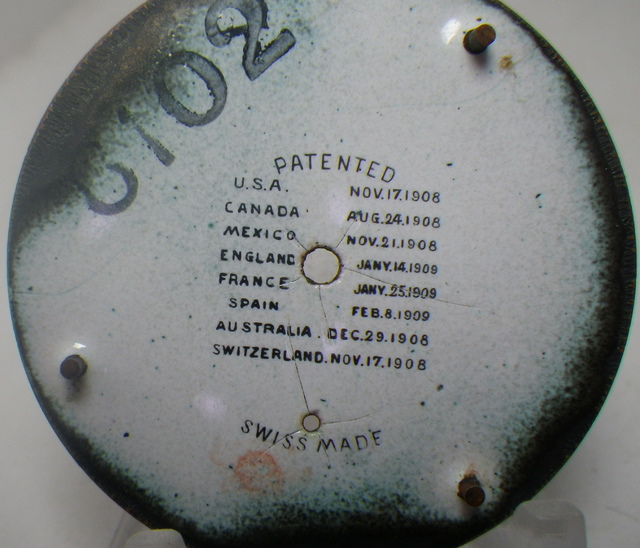 0102
PATENTED
U.S.A. NOV.17.1908
CANADA AUG.24.1908
MEXICO NOV.21.1908
ENGLAND JANY.14.1909
FRANCE JANY.25.1909
SPAIN FEB.8.1909
AUSTRALIA. DEC.29.1908
SWITZERLAND. NOV.17.1908
SWISS MADE